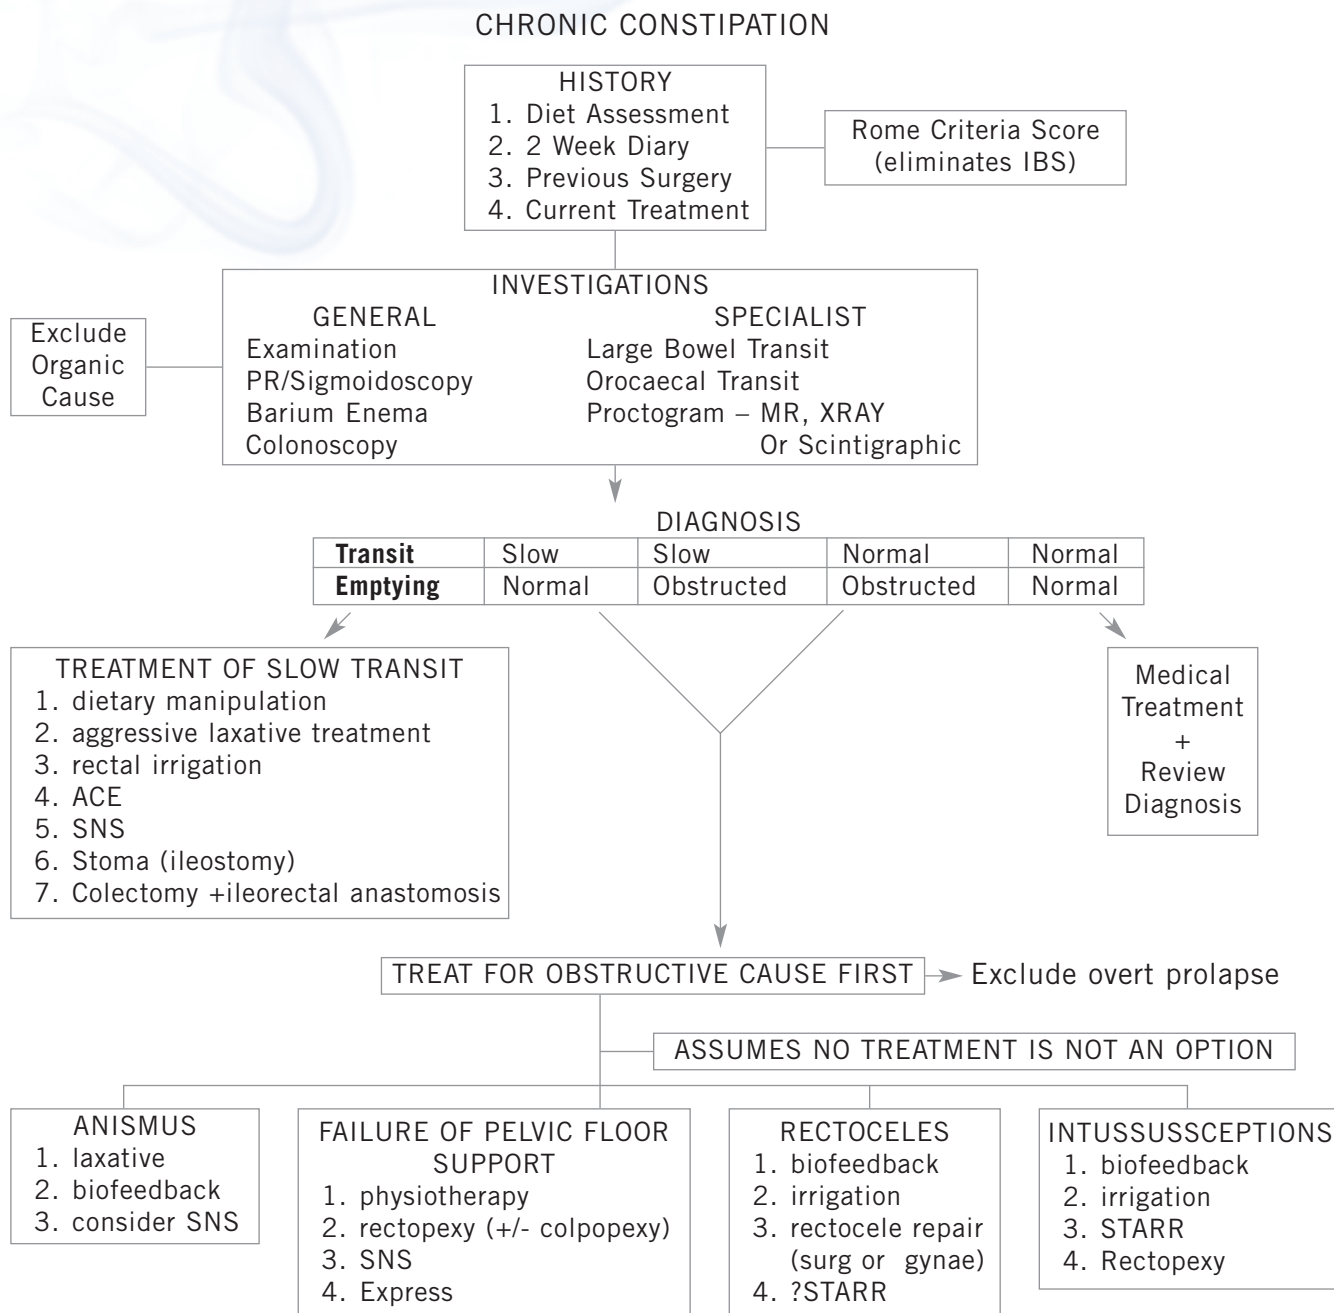 CHRONIC CONSTIPATION
HISTORY
1. Diet Assessment
2. 2 Week Diary
3. Previous Surgery
4. Current Treatment
Rome Criteria Score
(eliminates IBS)
INVESTIGATIONS
GENERAL
Examination
PR/Sigmoidoscopy
Barium Enema
Colonoscopy
SPECIALIST
Large Bowel Transit
Orocaecal Transit
Proctogram – MR, XRAY
Or Scintigraphic
Exclude
Organic
Cause
DIAGNOSIS
Transit Slow Slow Normal Normal
Emptying Normal Obstructed Obstructed Normal
TREATMENT OF SLOW TRANSIT
1. dietary manipulation
2. aggressive laxative treatment
3. rectal irrigation
4. ACE
5. SNS
6. Stoma (ileostomy)
7. Colectomy +ileorectal anastomosis
Medical
Treatment
+
Review
Diagnosis
TREAT FOR OBSTRUCTIVE CAUSE FIRST
Exclude overt prolapse
ASSUMES NO TREATMENT IS NOT AN OPTION
ANISMUS
1. laxative
2. biofeedback
3. consider SNS
FAILURE OF PELVIC FLOOR
SUPPORT
1. physiotherapy
2. rectopexy (+/- colpopexy)
3. SNS
4. Express
RECTOCELES
1. biofeedback
2. irrigation
3. rectocele repair
(surg or gynae)
4. ?STARR
INTUSSUSSCEPTIONS
1. biofeedback
2. irrigation
3. STARR
4. Rectopexy